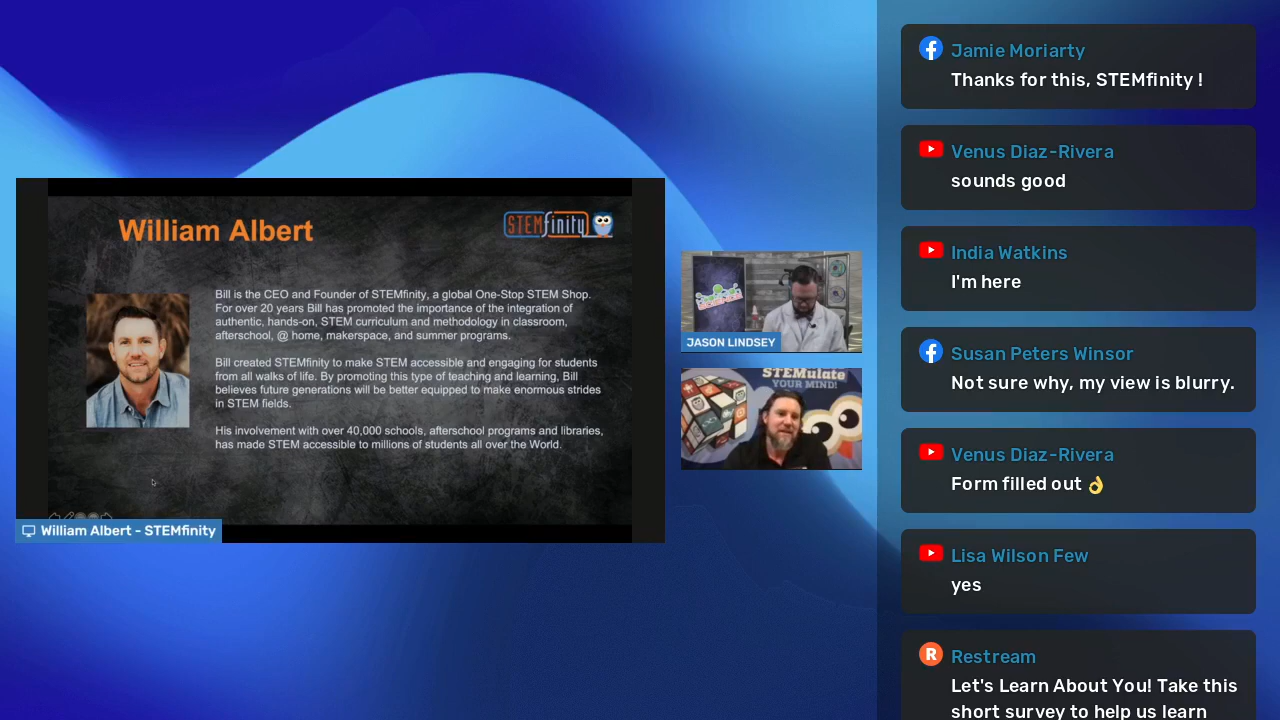 William Albert
STEMfinity
Bill is the CEO and Founder of STEMfinity, a global One-Stop STEM Shop.
For over 20 years Bill has promoted the importance of the integration of
authentic, hands-on, STEM curriculum and methodology in classroom,
afterschool, @ home, makerspace, and summer programs.
Bill created STEMfinity to make STEM accessible and engaging for students
from all walks of life. By promoting this type of teaching and learning, Bill
believes future generations will be better equipped to make enormous strides
in STEM fields.
His involvement with over 40,000 schools, afterschool programs and libraries,
has made STEM accessible to millions of students all over the World.
William Albert - STEMfinity
JASON LINDSEY
STEMulate
YOUR MIND!
Jamie Moriarty
Thanks for this, STEMfinity !
Venus Diaz-Rivera
sounds good
India Watkins
I'm here
Susan Peters Winsor
Not sure why, my view is blurry.
Venus Diaz-Rivera
Form filled out 👌
Lisa Wilson Few
yes
R
Restream
Let's Learn About You! Take this
short survey to help us learn